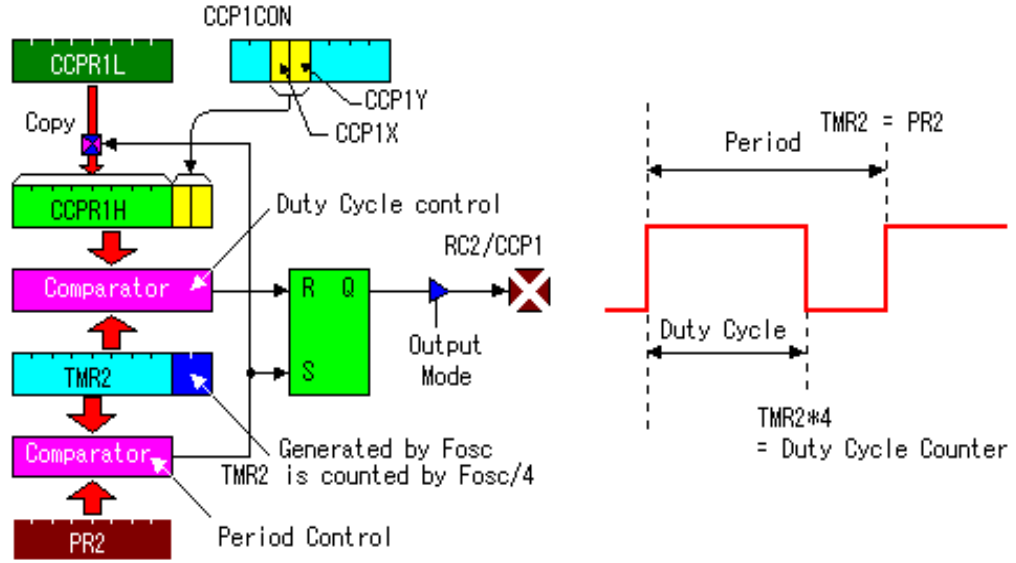 CCP1CON
CCPR1L
CCP1Y
CCP1X
Copy
CCPR1H
Duty Cycle control
RC2/CCP1
Comparator
R Q
S
Output
Mode
TMR2
Generated by Fosc
TMR2 is counted by Fosc/4
Comparator
Period Control
PR2
TMR2 = PR2
Period
Duty Cycle
TMR2*4
= Duty Cycle Counter